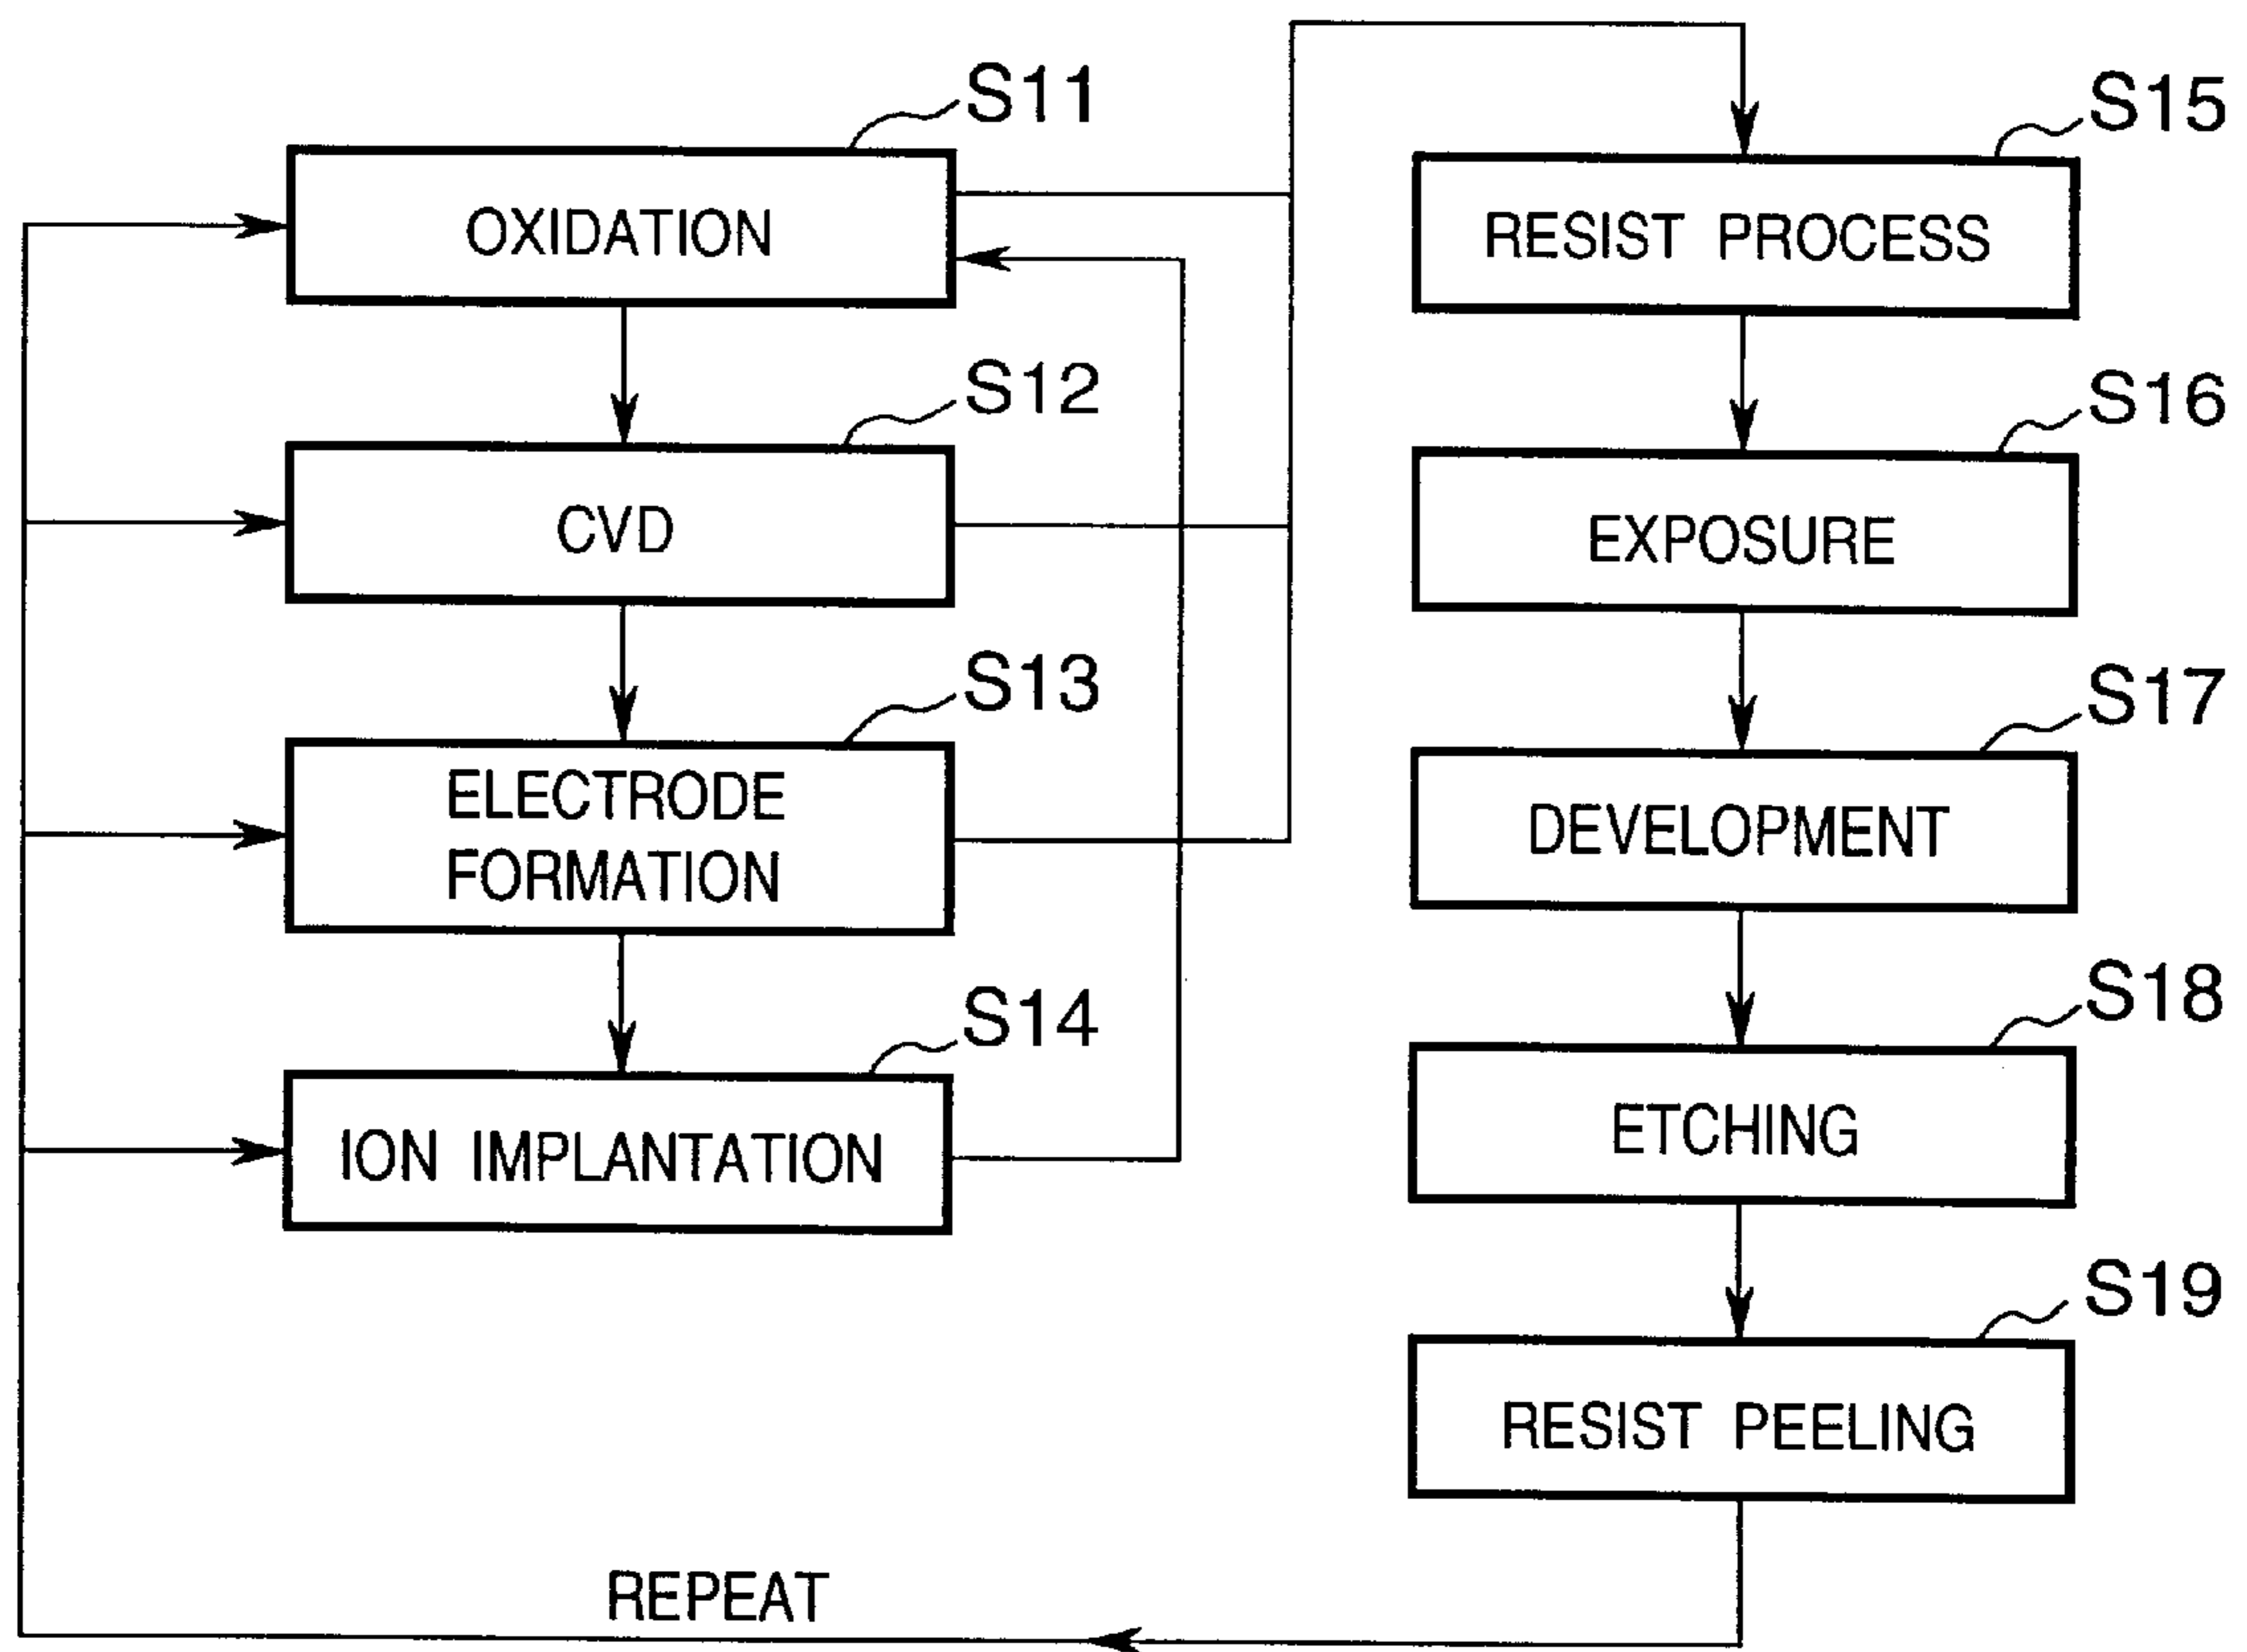 S11
OXIDATION
S12
CVD
S13
ELECTRODE
FORMATION
S14
ION IMPLANTATION
S15
RESIST PROCESS
S16
EXPOSURE
S17
DEVELOPMENT
S18
ETCHING
S19
RESIST PEELING
REPEAT